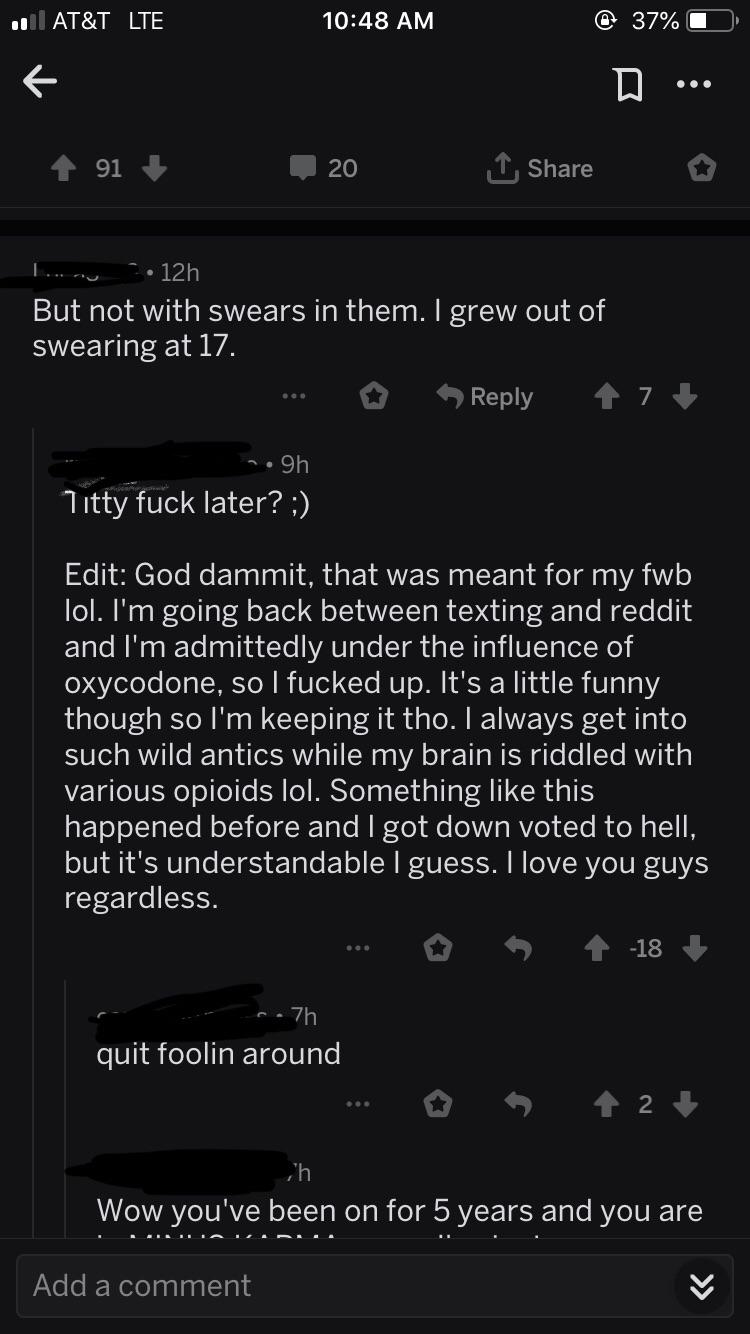 AT&T LTE 10:48 AM 37%
91 20 Share
• 12h
But not with swears in them. I grew out of
swearing at 17.
Reply 7
• 9h
Titty fuck later? ;)
Edit: God dammit, that was meant for my fwb
lol. I'm going back between texting and reddit
and I'm admittedly under the influence of
oxycodone, so I fucked up. It's a little funny
though so I'm keeping it tho. I always get into
such wild antics while my brain is riddled with
various opioids lol. Something like this
happened before and I got down voted to hell,
but it's understandable I guess. I love you guys
regardless.
-18
• 7h
quit foolin around
2
7h
Wow you've been on for 5 years and you are
MINUS KARMA
Add a comment